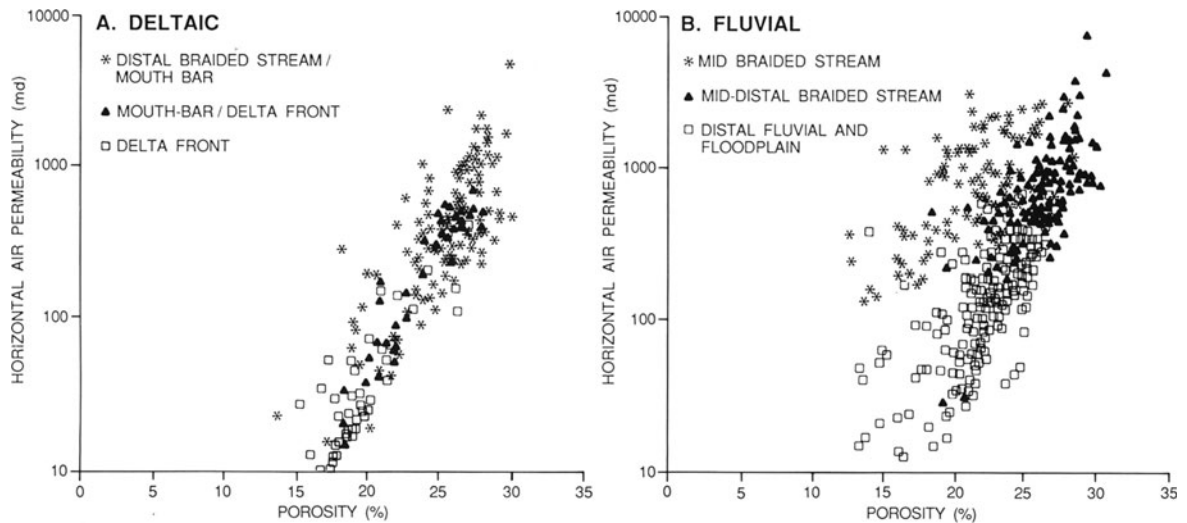 A. DELTAIC
* DISTAL BRAIDED STREAM /
MOUTH BAR
▲ MOUTH-BAR / DELTA FRONT
□ DELTA FRONT
HORIZONTAL AIR PERMEABILITY (md)
10000
1000
100
10
0 5 10 15 20 25 30 35
POROSITY (%)
B. FLUVIAL
* MID BRAIDED STREAM
▲ MID-DISTAL BRAIDED STREAM
□ DISTAL FLUVIAL AND
FLOODPLAIN
HORIZONTAL AIR PERMEABILITY (md)
10000
1000
100
10
0 5 10 15 20 25 30 35
POROSITY (%)